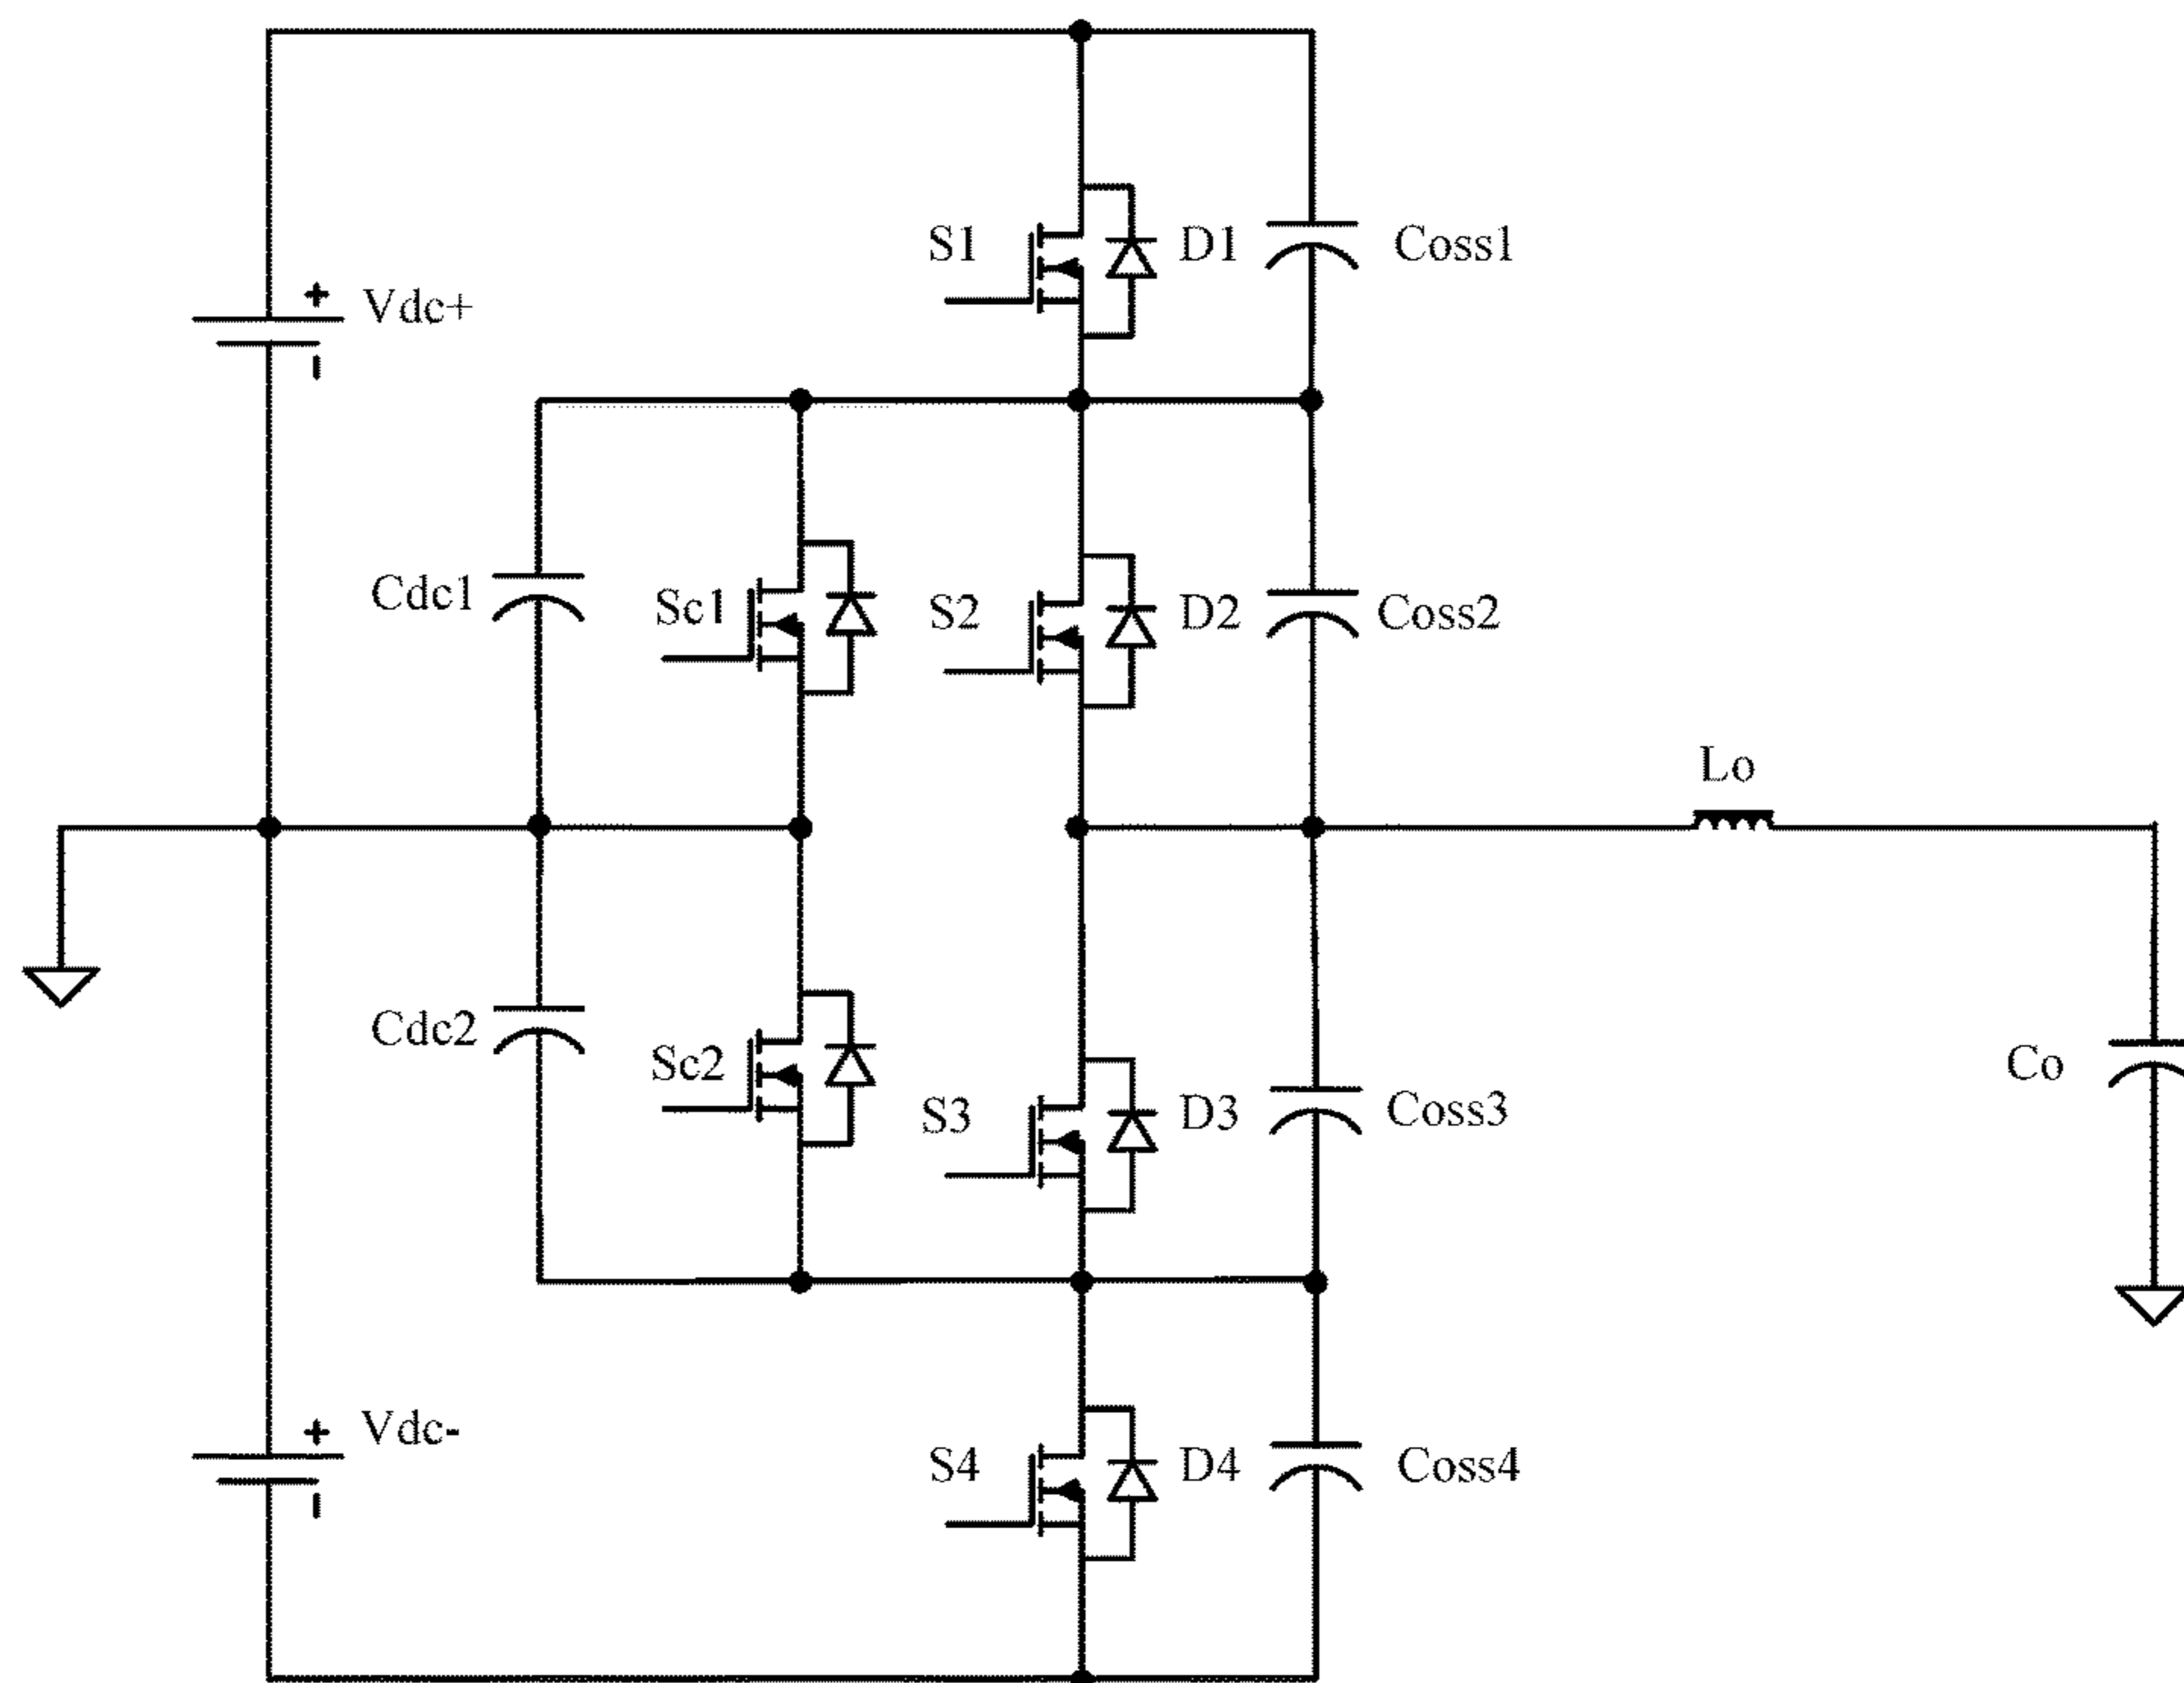 S1 D1 Coss1
+ Vdc+
-
Cdc1 Sc1 S2 D2 Coss2
Lo
Cdc2 Sc2 S3 D3 Coss3
Co
+ Vdc-
-
S4 D4 Coss4